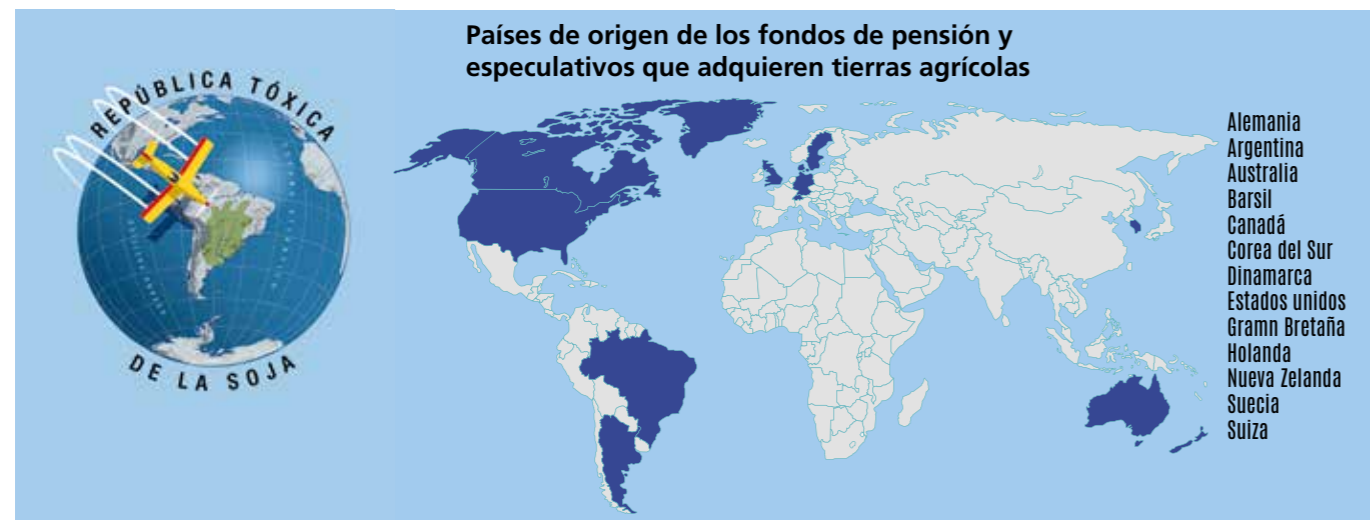 REPÚBLICA TÓXICA
DE LA SOJA
Países de origen de los fondos de pensión y
especulativos que adquieren tierras agrícolas
Alemania
Argentina
Australia
Barsil
Canadá
Corea del Sur
Dinamarca
Estados unidos
Gramn Bretaña
Holanda
Nueva Zelanda
Suecia
Suiza